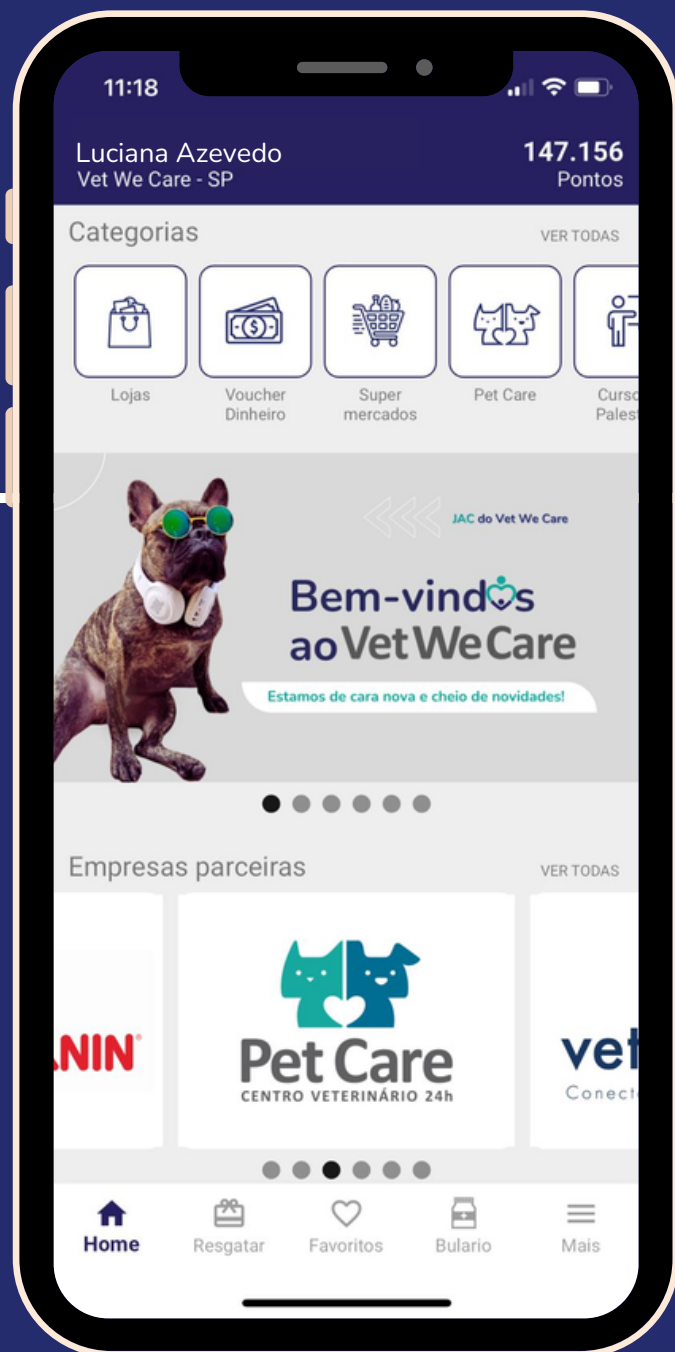 11:18
Luciana Azevedo
147.156
Vet We Care - SP
Pontos
Categorias
VER TODAS
Lojas
Voucher
Dinheiro
Super
mercados
Pet Care
JAC do Vet We Care
Bem-vindos
ao Vet We Care
Estamos de cara nova e cheio de novidades!
Empresas parceiras
VER TODAS
Pet Care
CENTRO VETERINÁRIO 24h
Home
Resgatar
Favoritos
Bulario
Mais